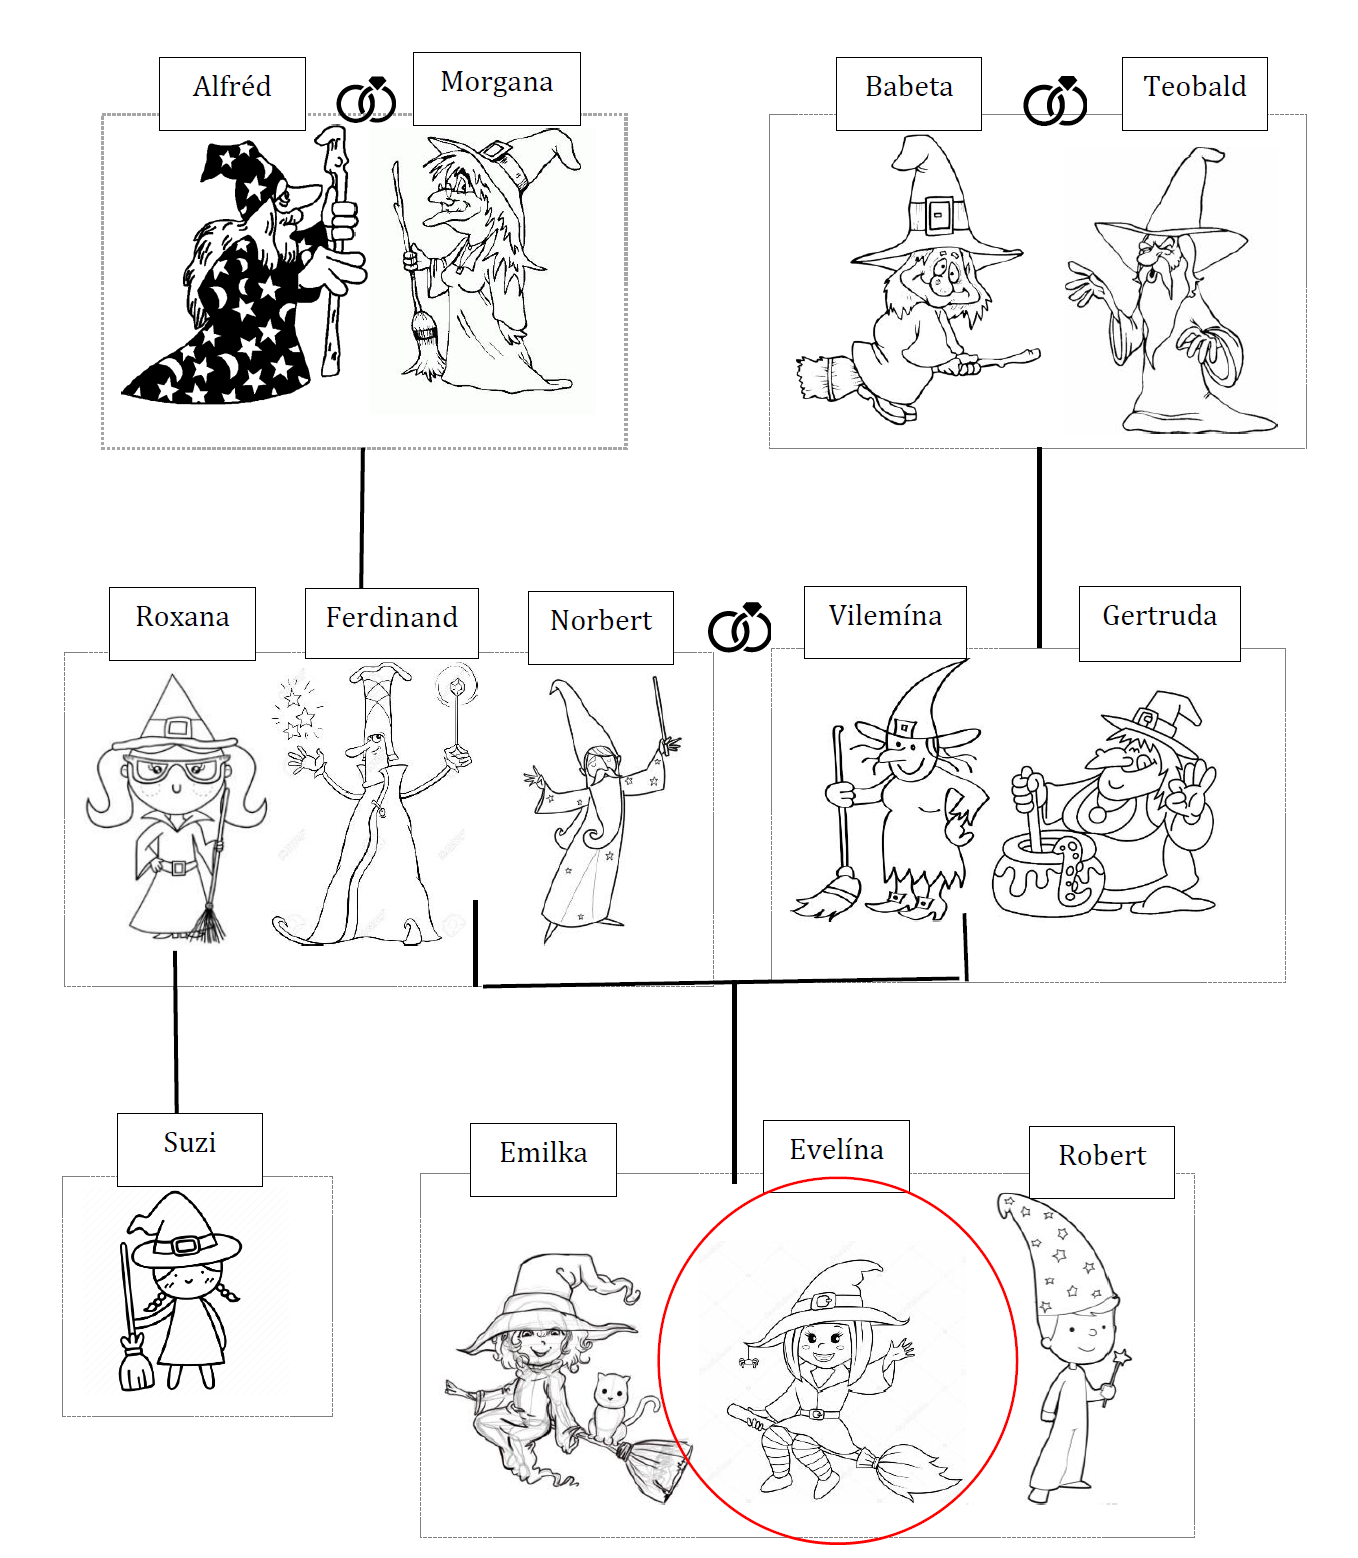 Alfréd
Morgana
Babeta
Teobald
Roxana
Ferdinand
Norbert
Vilemína
Gertruda
Suzi
Emilka
Evelína
Robert